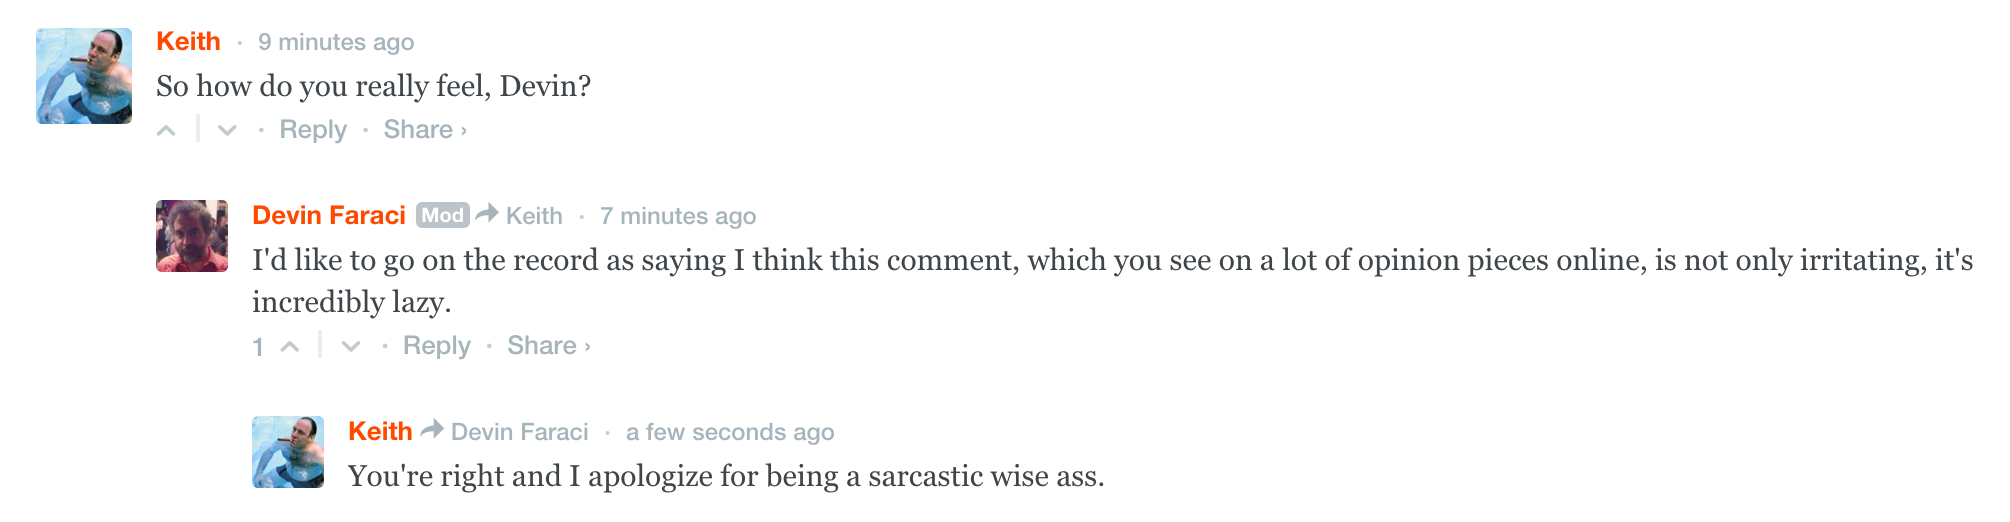 Keith · 9 minutes ago
So how do you really feel, Devin?
· Reply · Share ›
Devin Faraci Mod Keith · 7 minutes ago
I'd like to go on the record as saying I think this comment, which you see on a lot of opinion pieces online, is not only irritating, it's
incredibly lazy.
1 · Reply · Share ›
Keith Devin Faraci · a few seconds ago
You're right and I apologize for being a sarcastic wise ass.